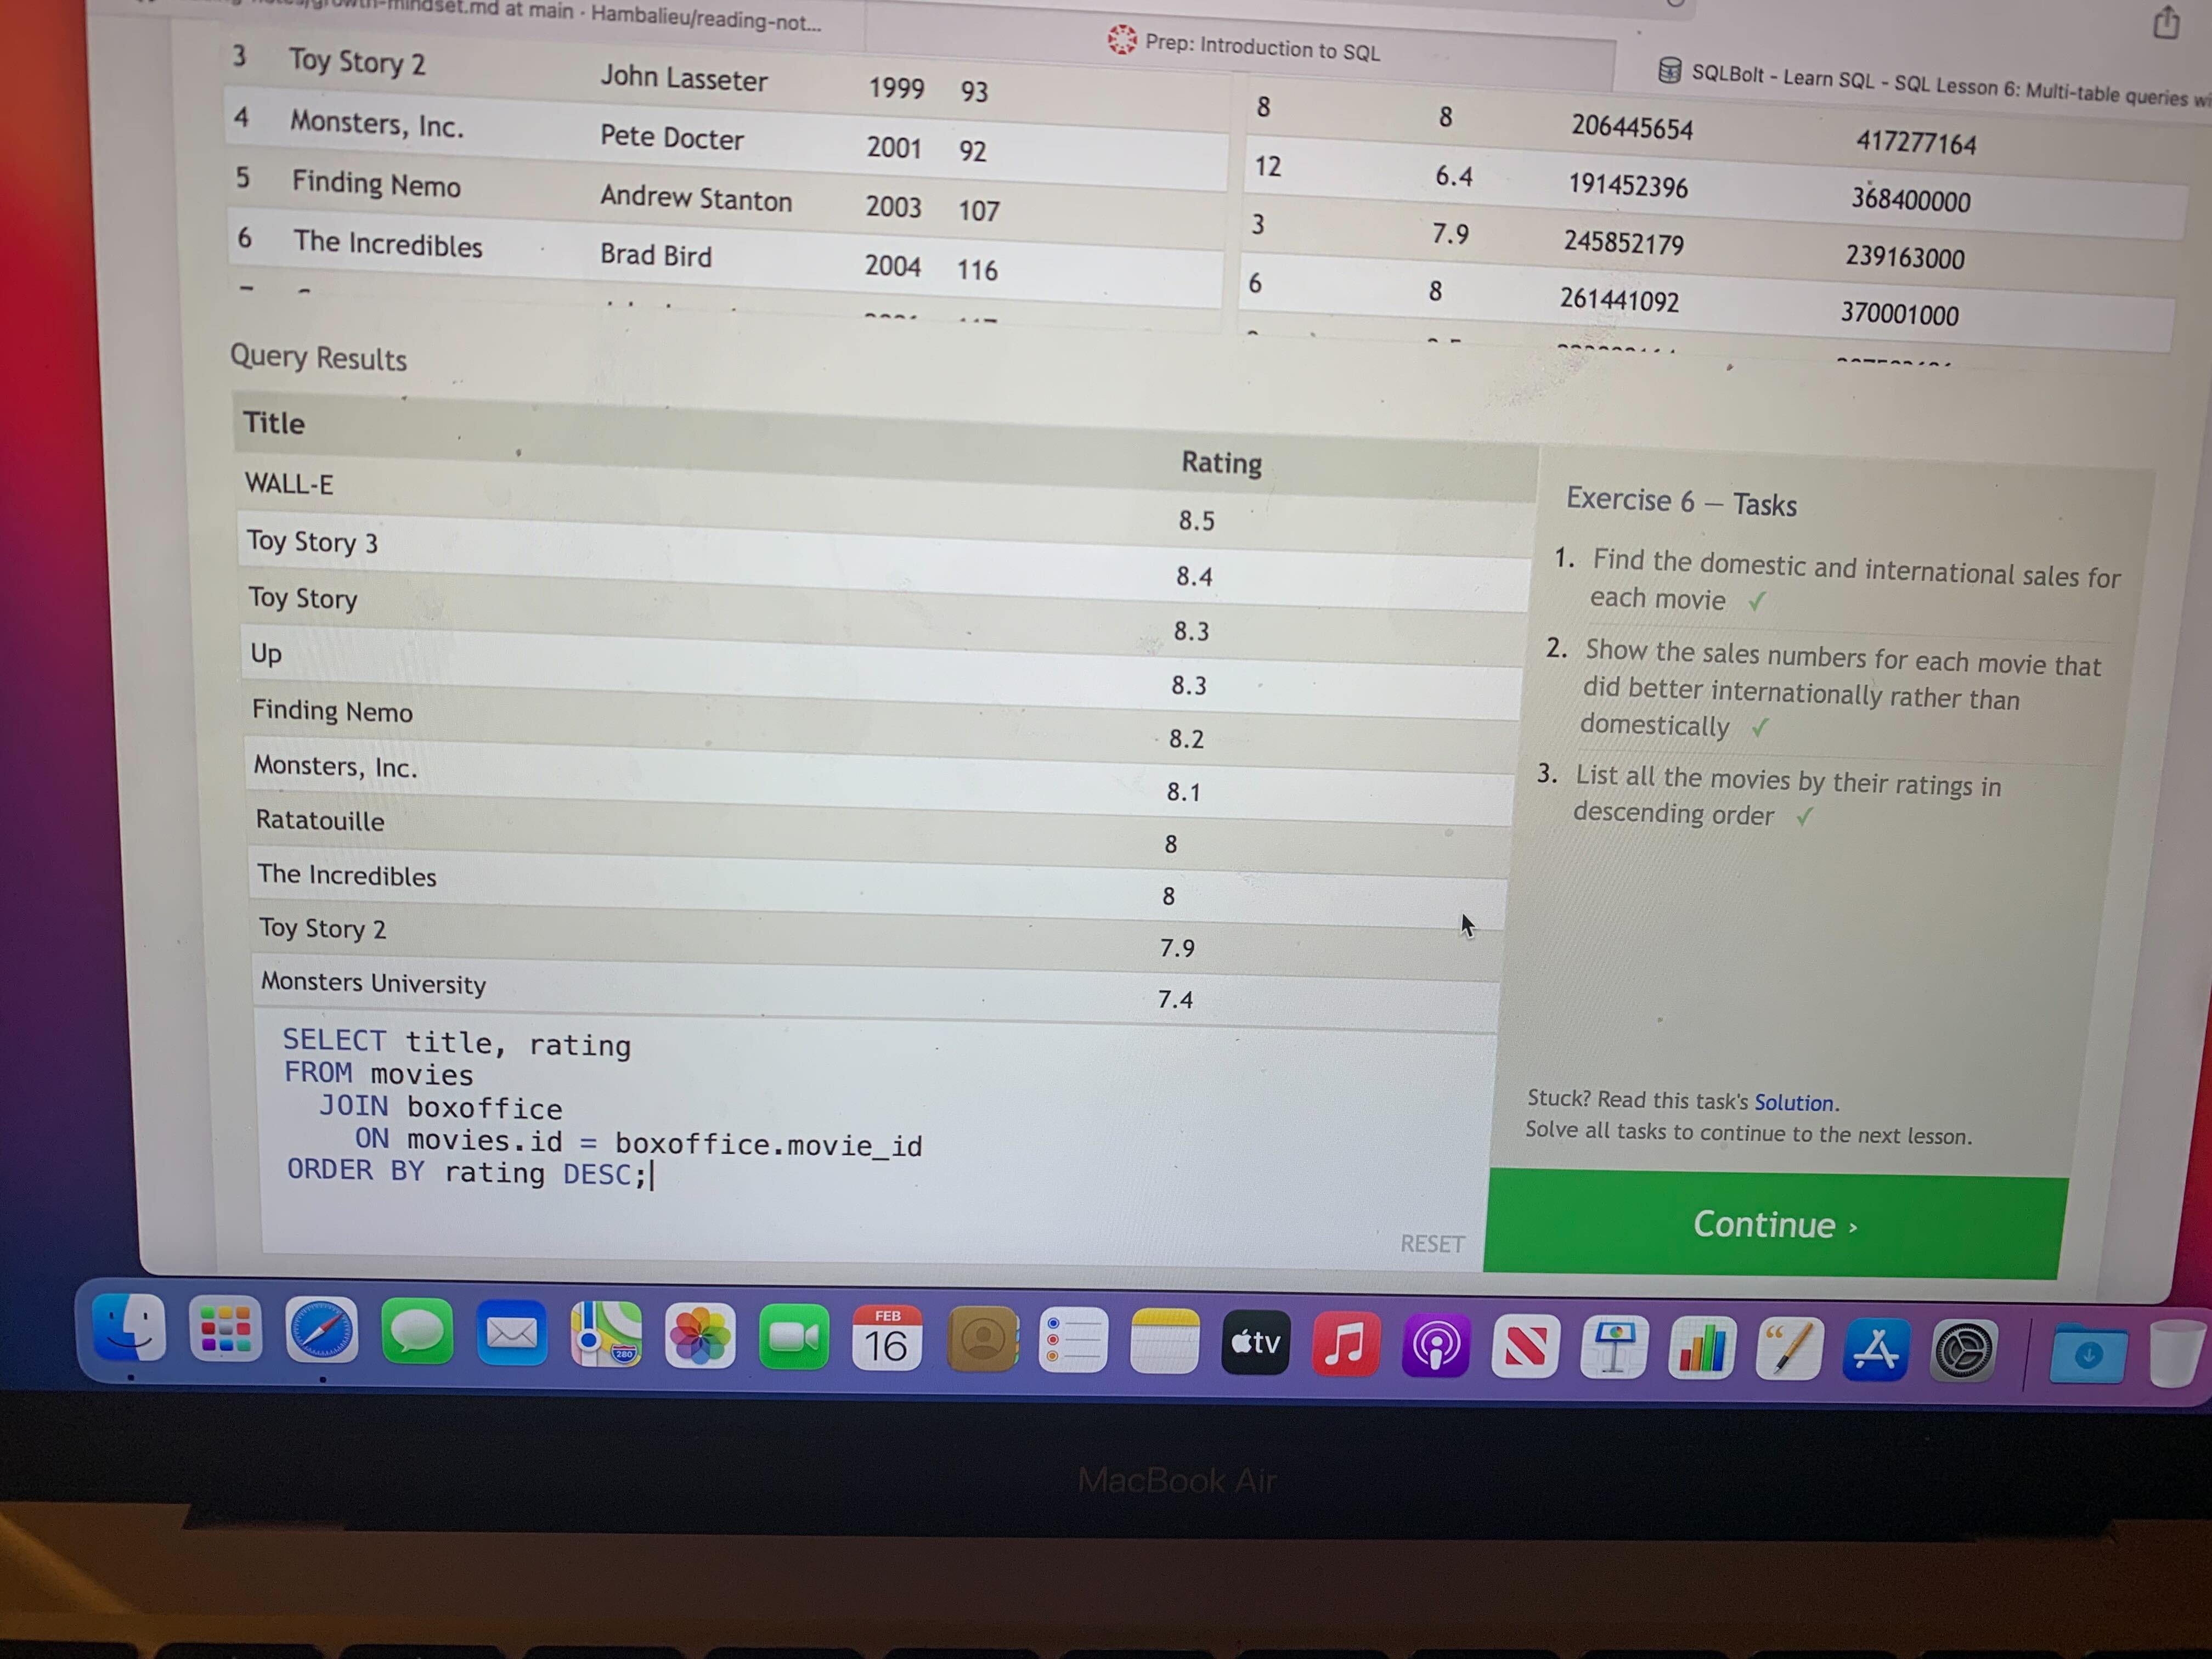 growth-mindset.md at main · Hambalieu/reading-not...
Prep: Introduction to SQL
SQLBolt - Learn SQL - SQL Lesson 6: Multi-table queries wi
3 Toy Story 2 John Lasseter 1999 93
4 Monsters, Inc. Pete Docter 2001 92
5 Finding Nemo Andrew Stanton 2003 107
6 The Incredibles Brad Bird 2004 116
8 8 206445654 417277164
12 6.4 191452396 368400000
3 7.9 245852179 239163000
6 8 261441092 370001000
Query Results
Title Rating
WALL-E 8.5
Toy Story 3 8.4
Toy Story 8.3
Up 8.3
Finding Nemo 8.2
Monsters, Inc. 8.1
Ratatouille 8
The Incredibles 8
Toy Story 2 7.9
Monsters University 7.4
SELECT title, rating
FROM movies
JOIN boxoffice
ON movies.id = boxoffice.movie_id
ORDER BY rating DESC;
RESET
Exercise 6 — Tasks
1. Find the domestic and international sales for
each movie ✓
2. Show the sales numbers for each movie that
did better internationally rather than
domestically ✓
3. List all the movies by their ratings in
descending order ✓
Stuck? Read this task's Solution.
Solve all tasks to continue to the next lesson.
Continue ›
280
FEB
16
tv
MacBook Air